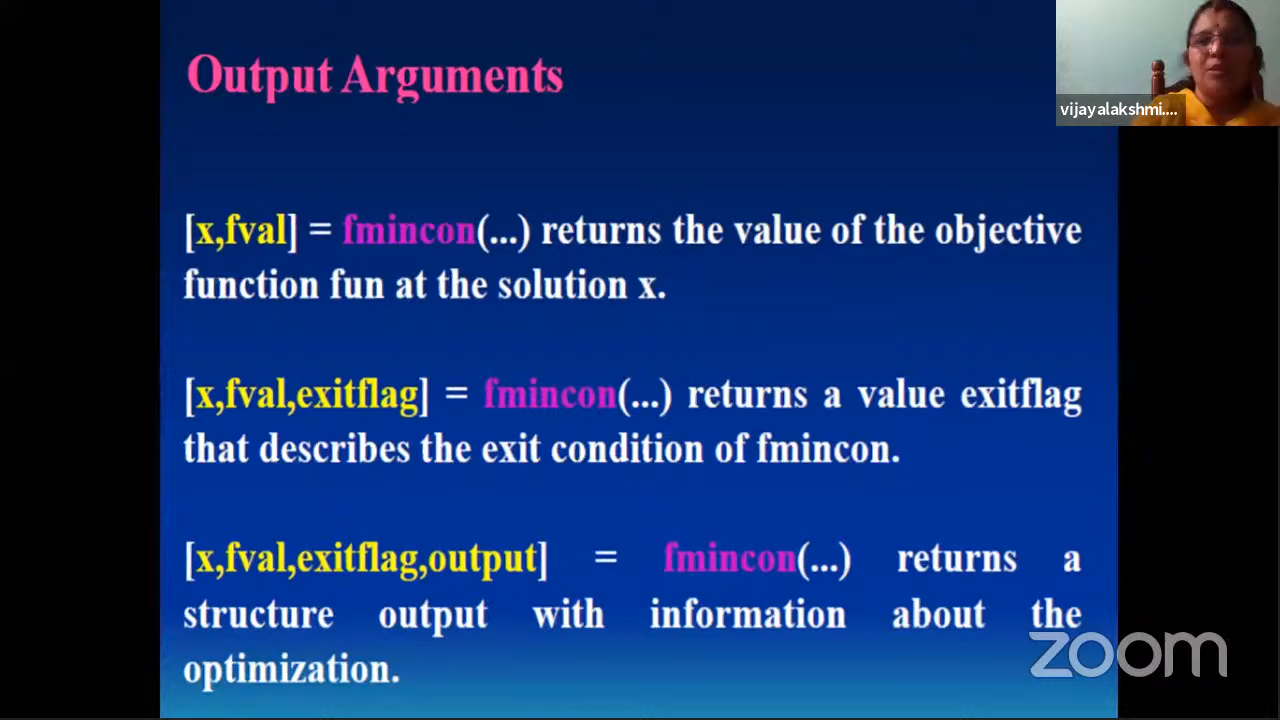 Output Arguments
vijayalakshmi....
[x,fval] = fmincon(...) returns the value of the objective
function fun at the solution x.
[x,fval,exitflag] = fmincon(...) returns a value exitflag
that describes the exit condition of fmincon.
[x,fval,exitflag,output] = fmincon(...) returns a
structure output with information about the
optimization.
zoom